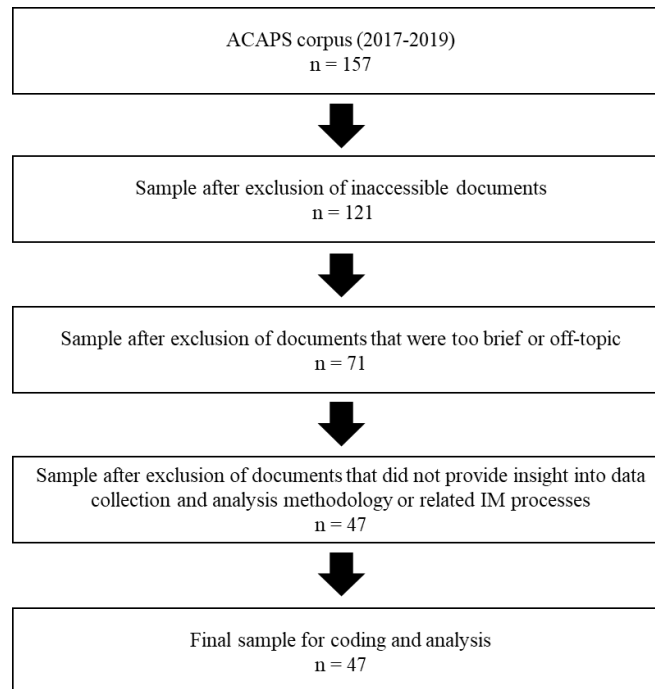 ACAPS corpus (2017-2019)
n = 157
Sample after exclusion of inaccessible documents
n = 121
Sample after exclusion of documents that were too brief or off-topic
n = 71
Sample after exclusion of documents that did not provide insight into data
collection and analysis methodology or related IM processes
n = 47
Final sample for coding and analysis
n = 47